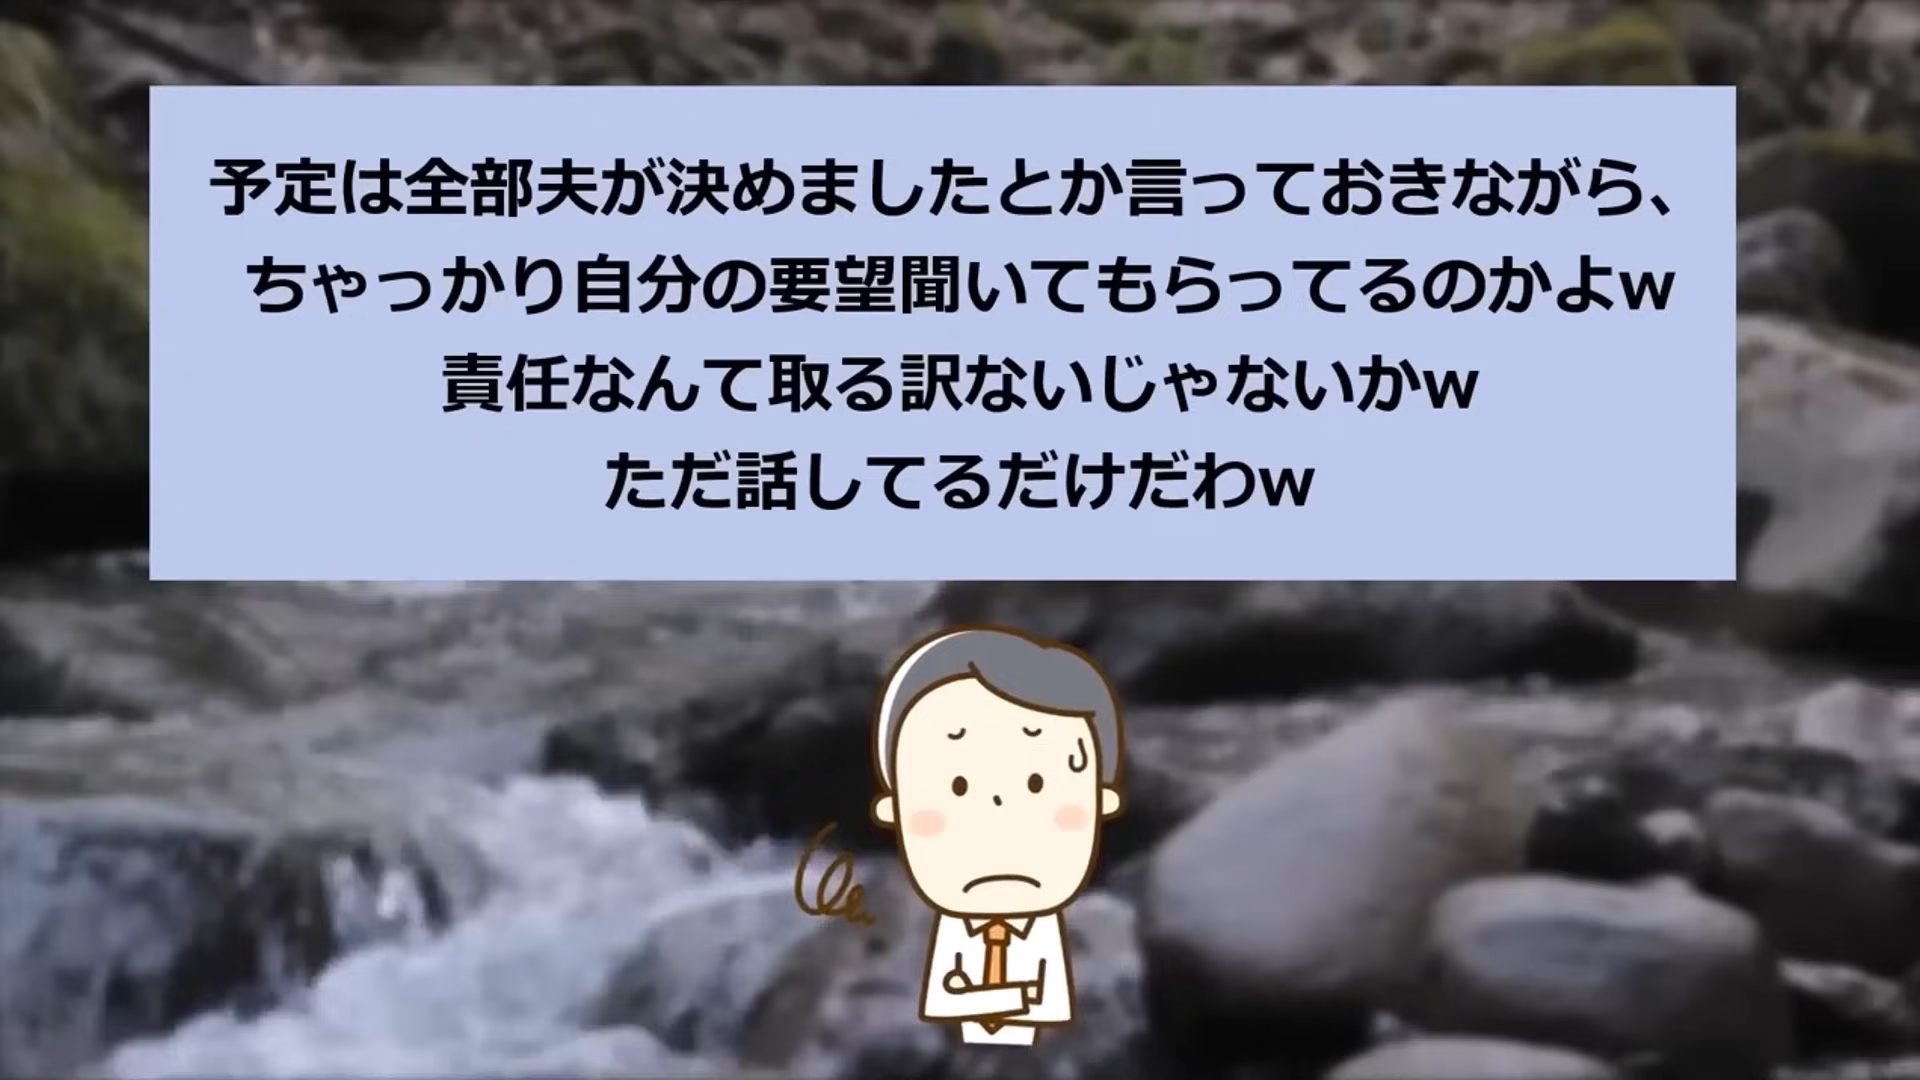 予定は全部夫が決めましたとか言っておきながら、
ちゃっかり自分の要望聞いてもらってるのかよw
責任なんて取る訳ないじゃないかw
ただ話してるだけだわw